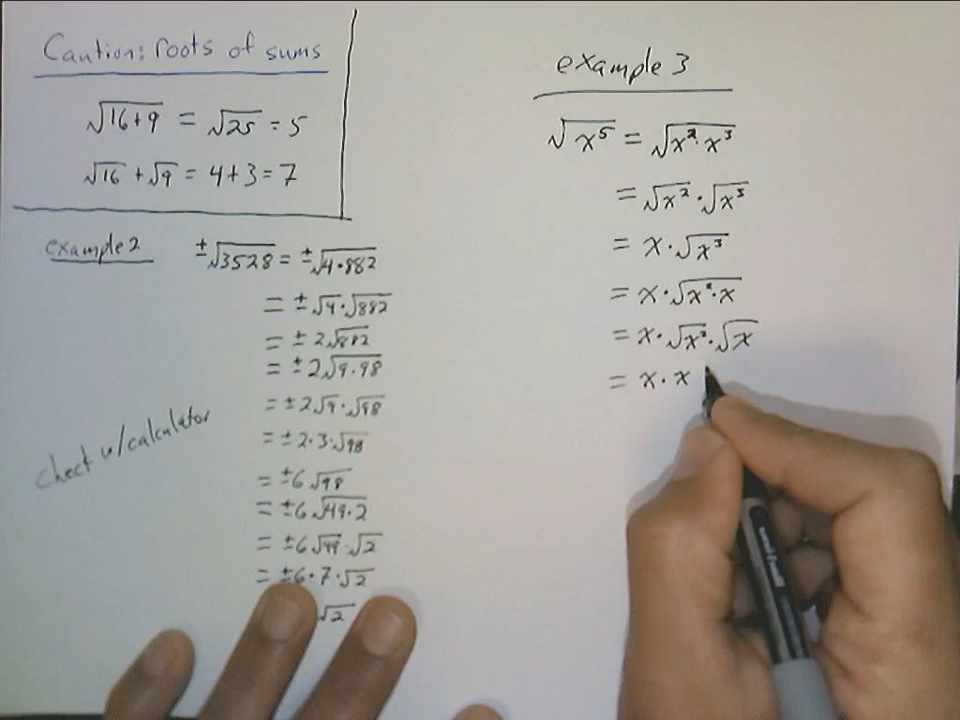 Caution: roots of sums
√16+9 = √25 = 5
√16 + √9 = 4+3 = 7
example 2 ±√3528 = ±√4·882
= ±√4·√882
= ±2√882
= ±2√9·98
= ±2√9·√98
= ±2·3·√98
= ±6√98
= ±6√49·2
= ±6√49·√2
= ±6·7·√2
√2
check w/calculator
example 3
√x⁵ = √x²·x³
= √x²·√x³
= x·√x³
= x·√x²·x
= x·√x²·√x
= x·x